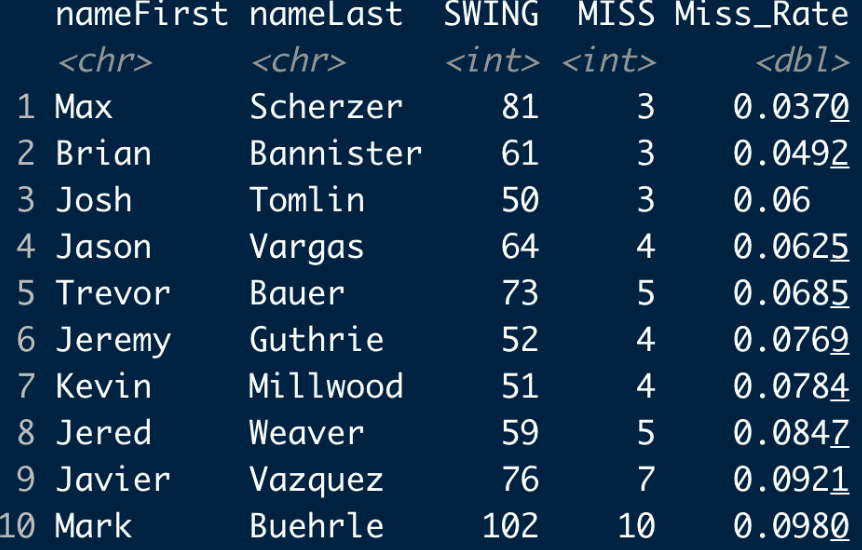 nameFirst nameLast SWING MISS Miss_Rate
<chr> <chr> <int> <int> <dbl>
1 Max Scherzer 81 3 0.0370
2 Brian Bannister 61 3 0.0492
3 Josh Tomlin 50 3 0.06
4 Jason Vargas 64 4 0.0625
5 Trevor Bauer 73 5 0.0685
6 Jeremy Guthrie 52 4 0.0769
7 Kevin Millwood 51 4 0.0784
8 Jered Weaver 59 5 0.0847
9 Javier Vazquez 76 7 0.0921
10 Mark Buehrle 102 10 0.0980